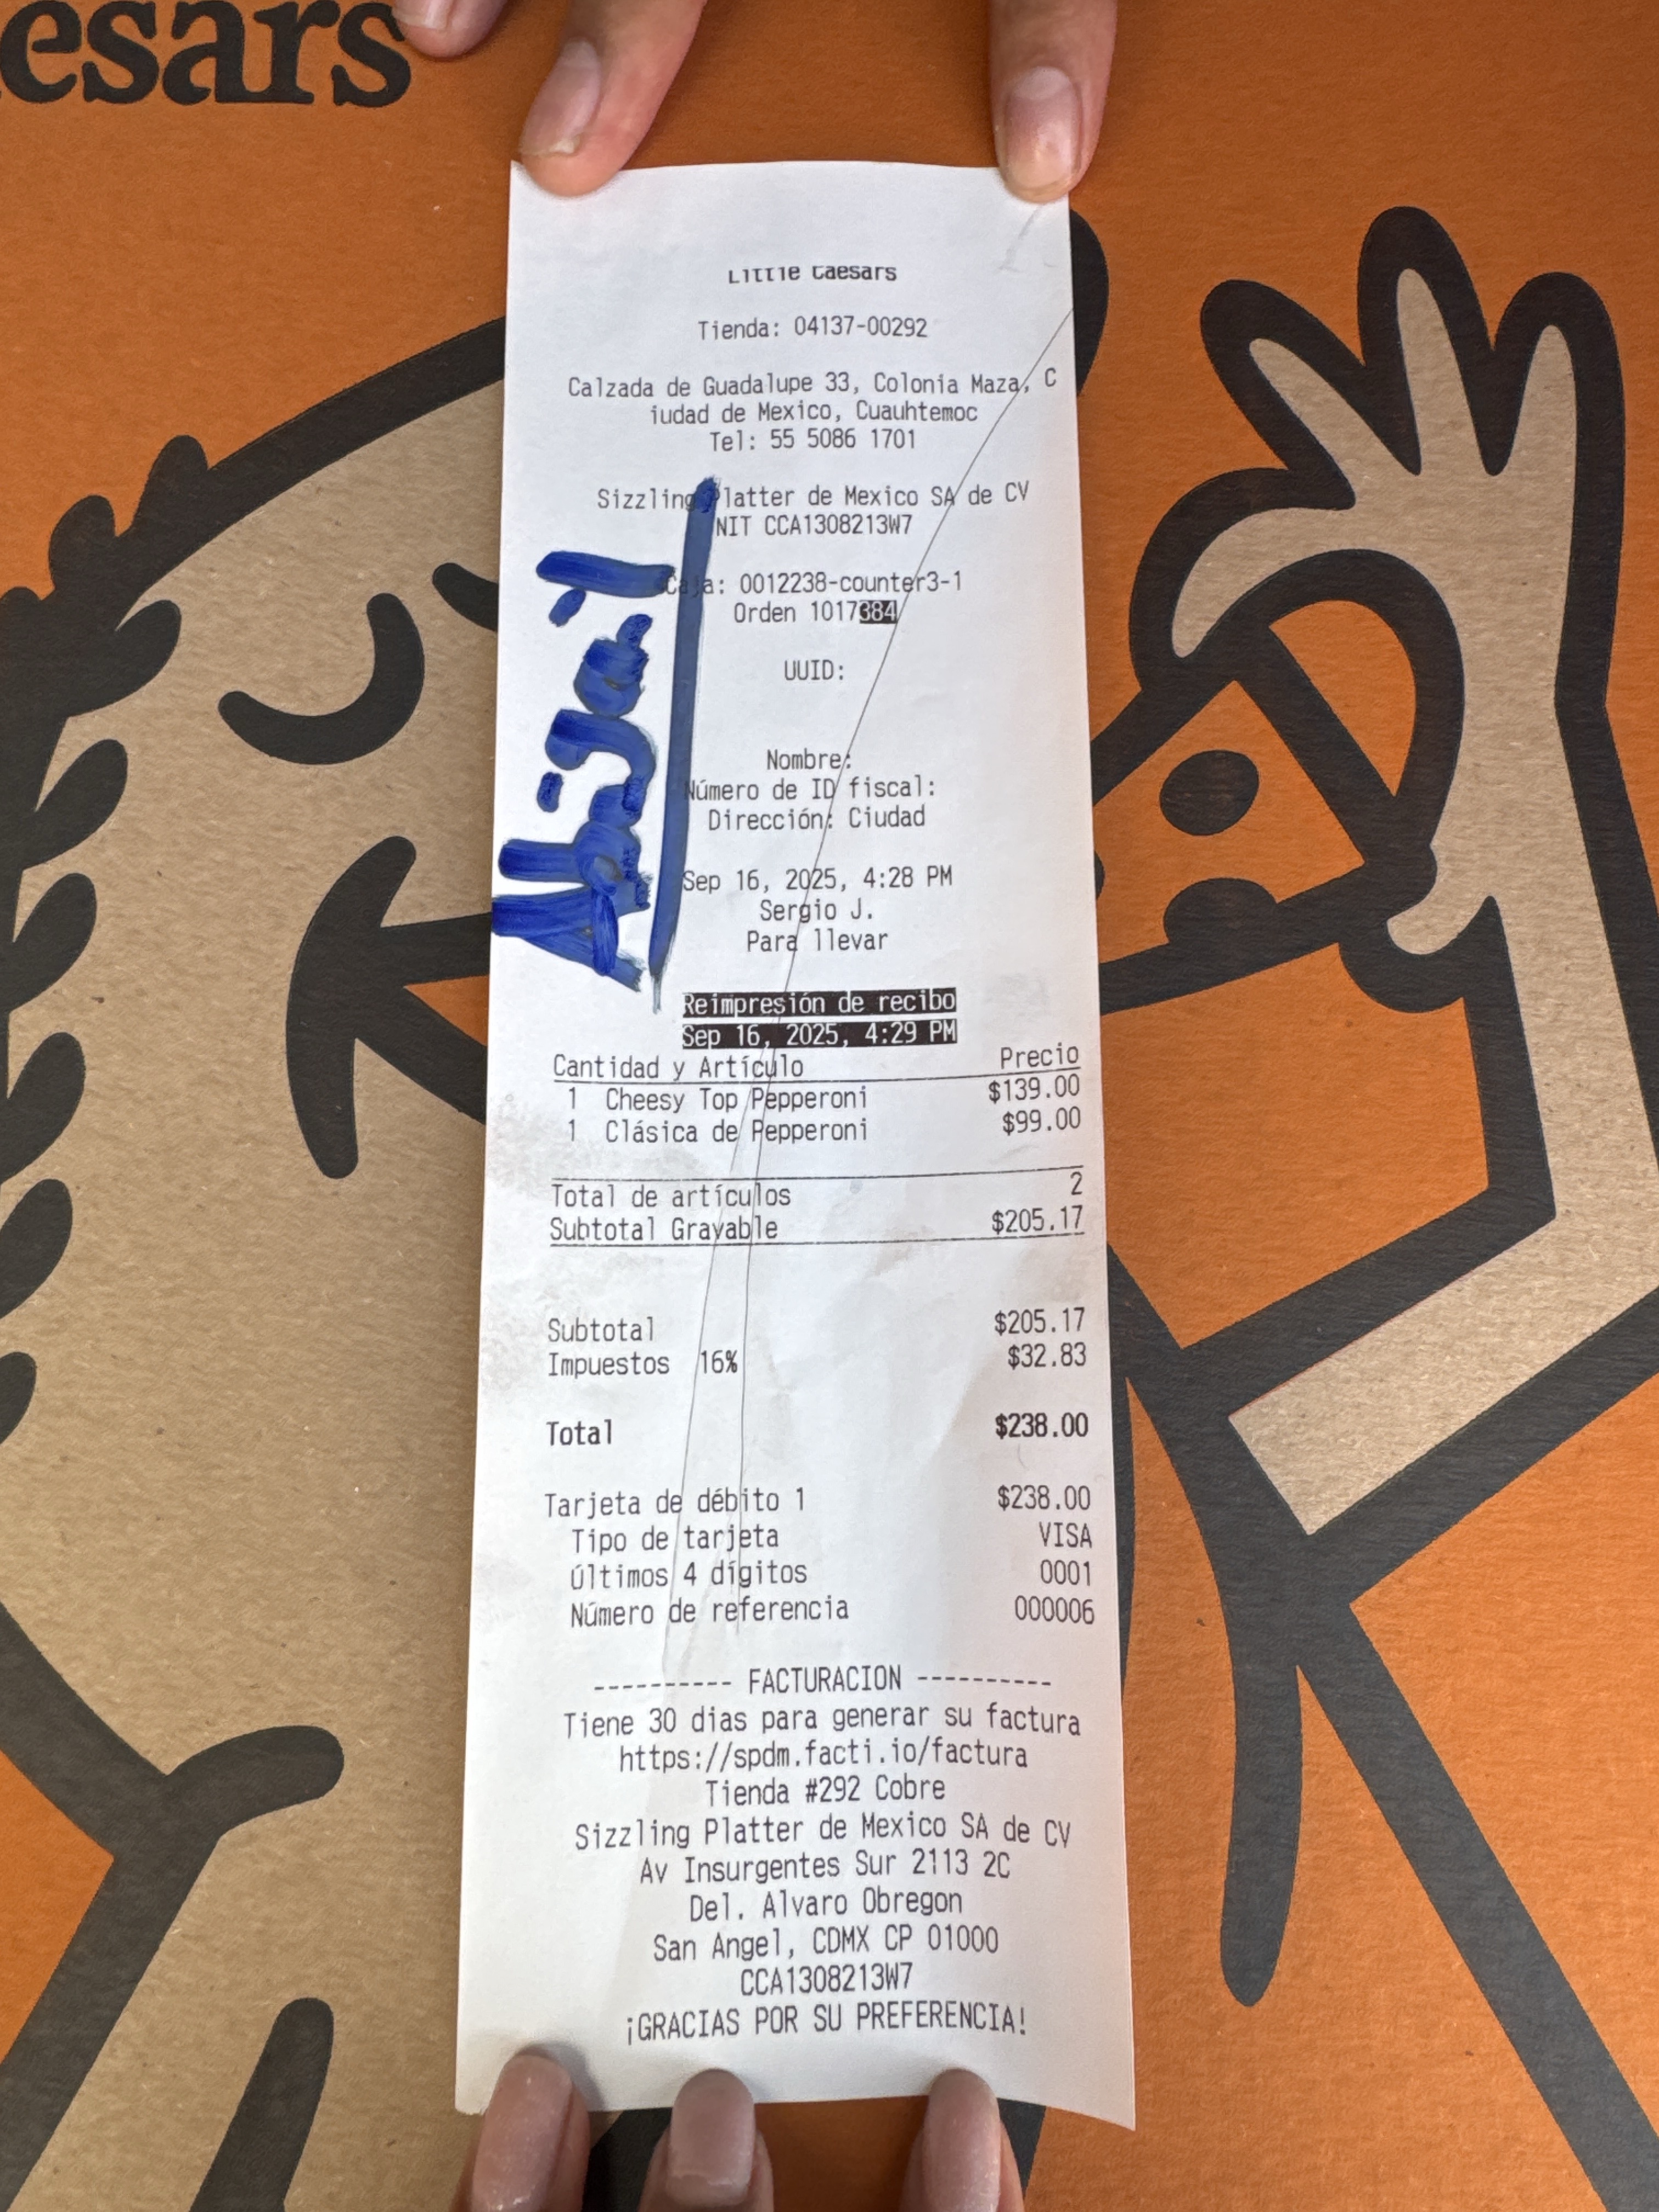 esars
Little Caesars
Tienda: 04137-00292
Calzada de Guadalupe 33, Colonia Maza, C
iudad de Mexico, Cuauhtemoc
Tel: 55 5086 1701
Sizzling Platter de Mexico SA de CV
NIT CCA1308213W7
Caja: 0012238-counter3-1
Orden 1017384
UUID:
Nombre:
Número de ID fiscal:
Dirección: Ciudad
Sep 16, 2025, 4:28 PM
Sergio J.
Para llevar
Reimpresión de recibo
Sep 16, 2025, 4:29 PM
Cantidad y Artículo Precio
1 Cheesy Top Pepperoni $139.00
1 Clásica de Pepperoni $99.00
Total de artículos 2
Subtotal Gravable $205.17
Subtotal $205.17
Impuestos 16% $32.83
Total $238.00
Tarjeta de débito 1 $238.00
Tipo de tarjeta VISA
Últimos 4 dígitos 0001
Número de referencia 000006
---------- FACTURACION ----------
Tiene 30 dias para generar su factura
https://spdm.facti.io/factura
Tienda #292 Cobre
Sizzling Platter de Mexico SA de CV
Av Insurgentes Sur 2113 2C
Del. Alvaro Obregon
San Angel, CDMX CP 01000
CCA1308213W7
¡GRACIAS POR SU PREFERENCIA!